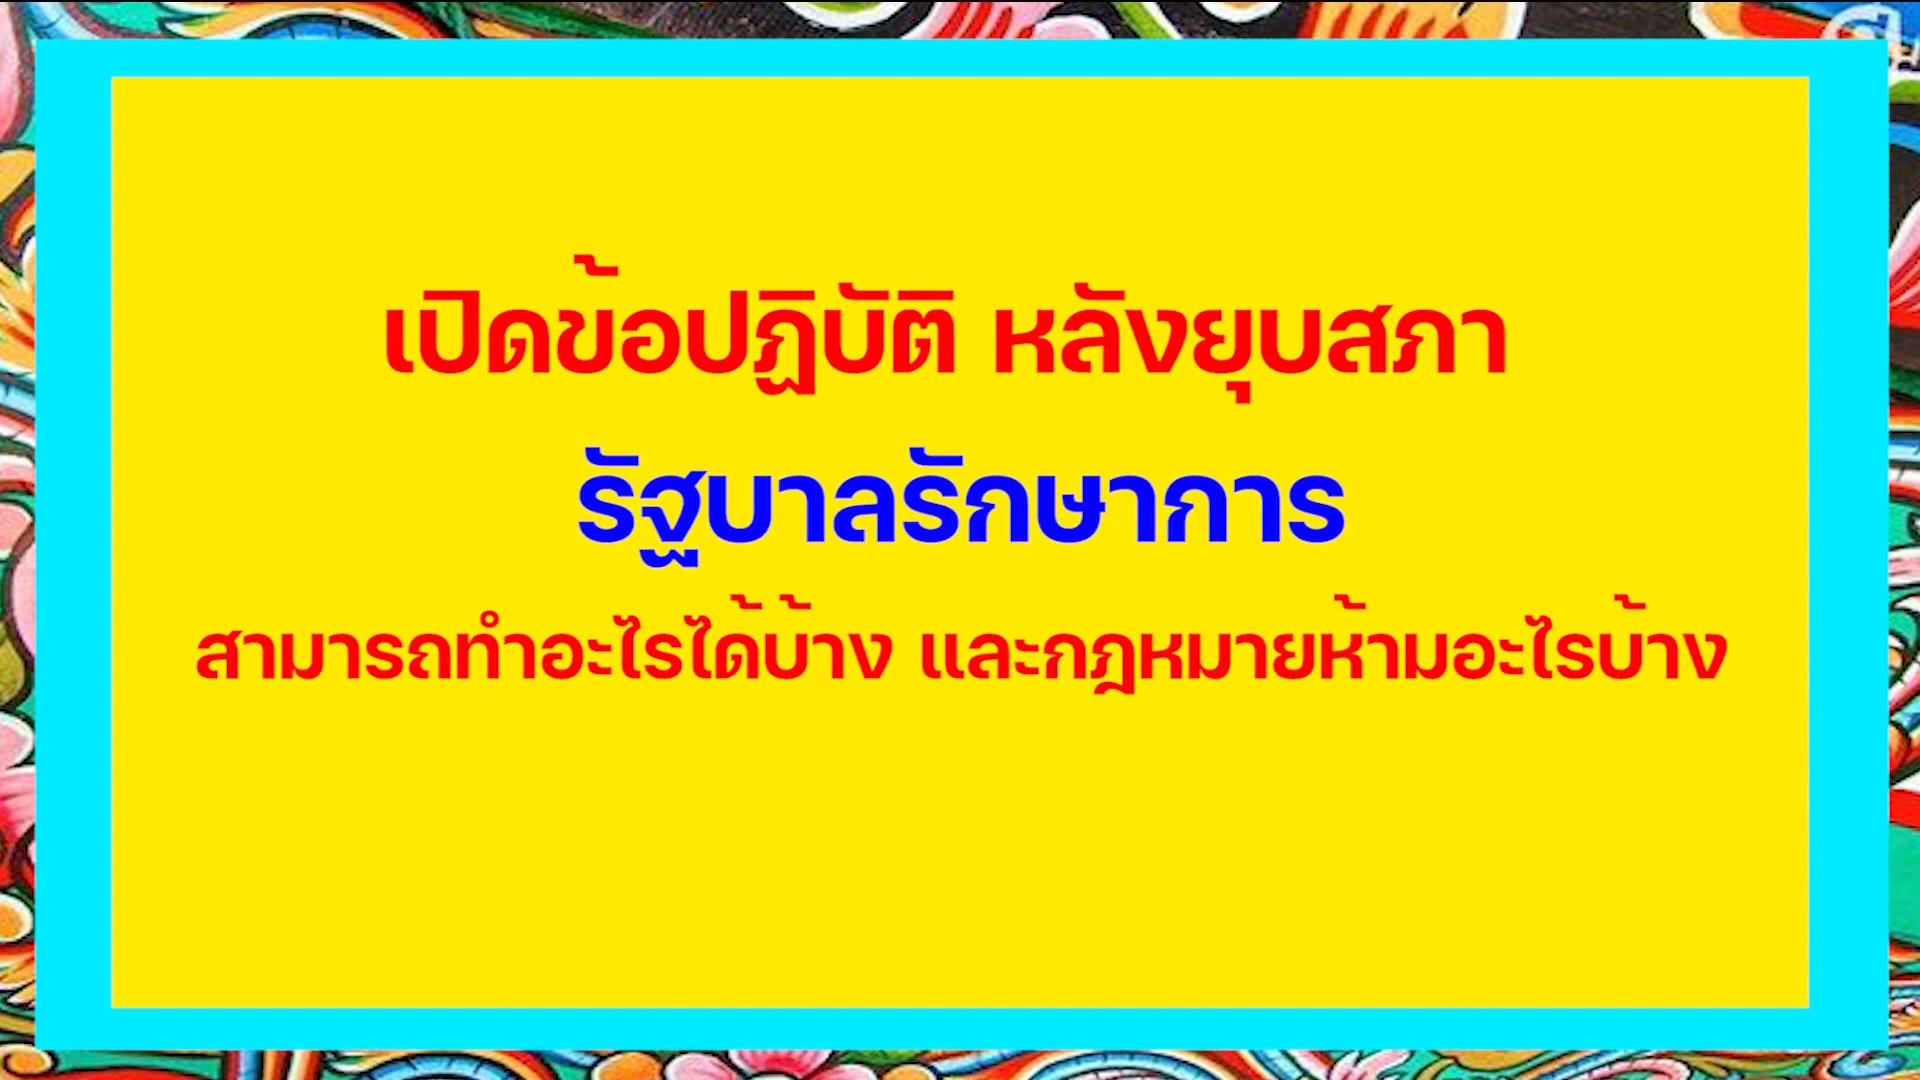 เปิดข้อปฏิบัติ หลังยุบสภา
รัฐบาลรักษาการ
สามารถทำอะไรได้บ้าง และกฎหมายห้ามอะไรบ้าง